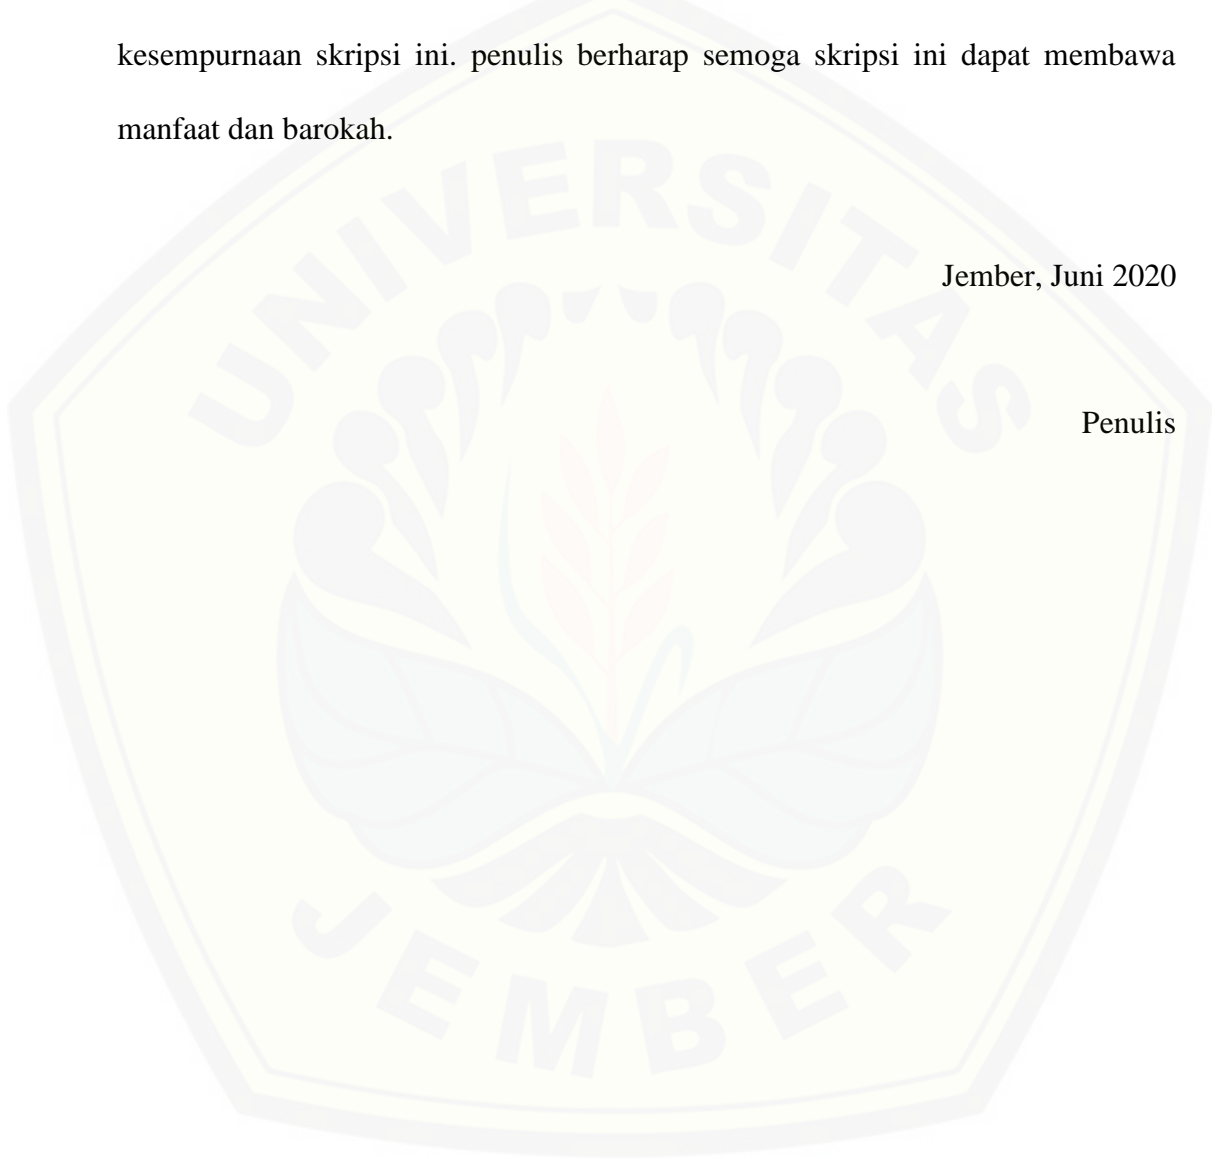 kesempurnaan skripsi ini. penulis berharap semoga skripsi ini dapat membawa
manfaat dan barokah.
Jember, Juni 2020
Penulis
UNIVERSITAS
JEMBER